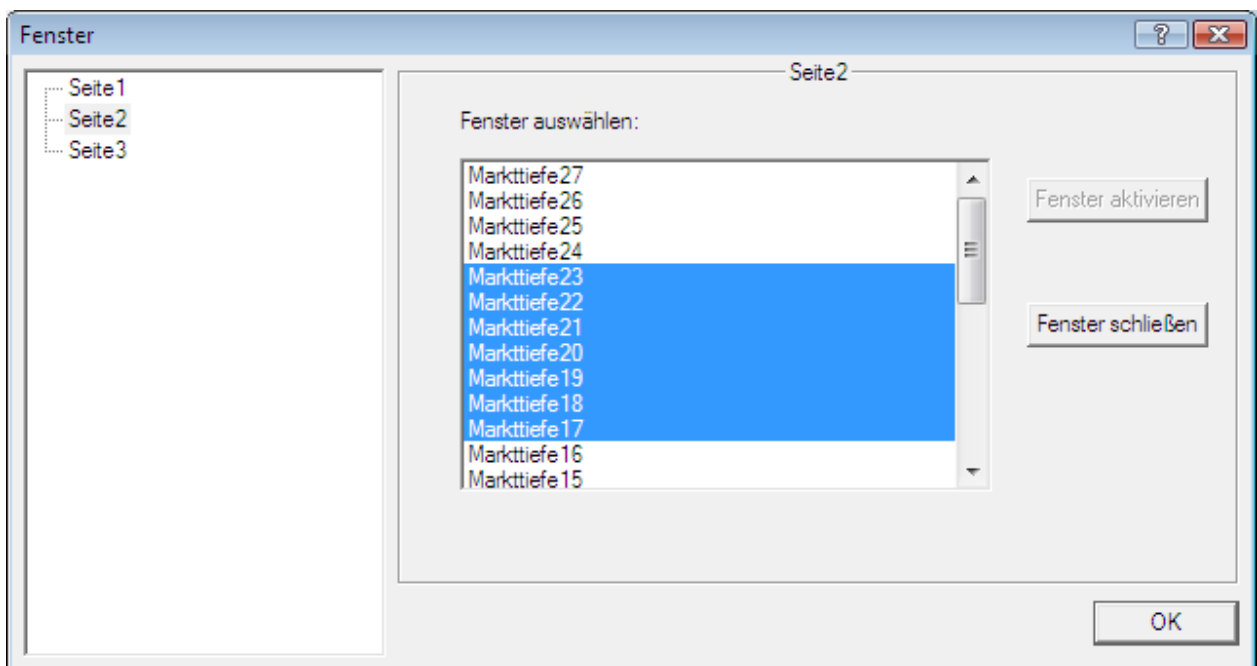 Fenster
Seite1
Seite2
Seite3
Seite2
Fenster auswählen:
Markttiefe27
Markttiefe26
Markttiefe25
Markttiefe24
Markttiefe23
Markttiefe22
Markttiefe21
Markttiefe20
Markttiefe19
Markttiefe18
Markttiefe17
Markttiefe16
Markttiefe15
Fenster aktivieren
Fenster schließen
OK